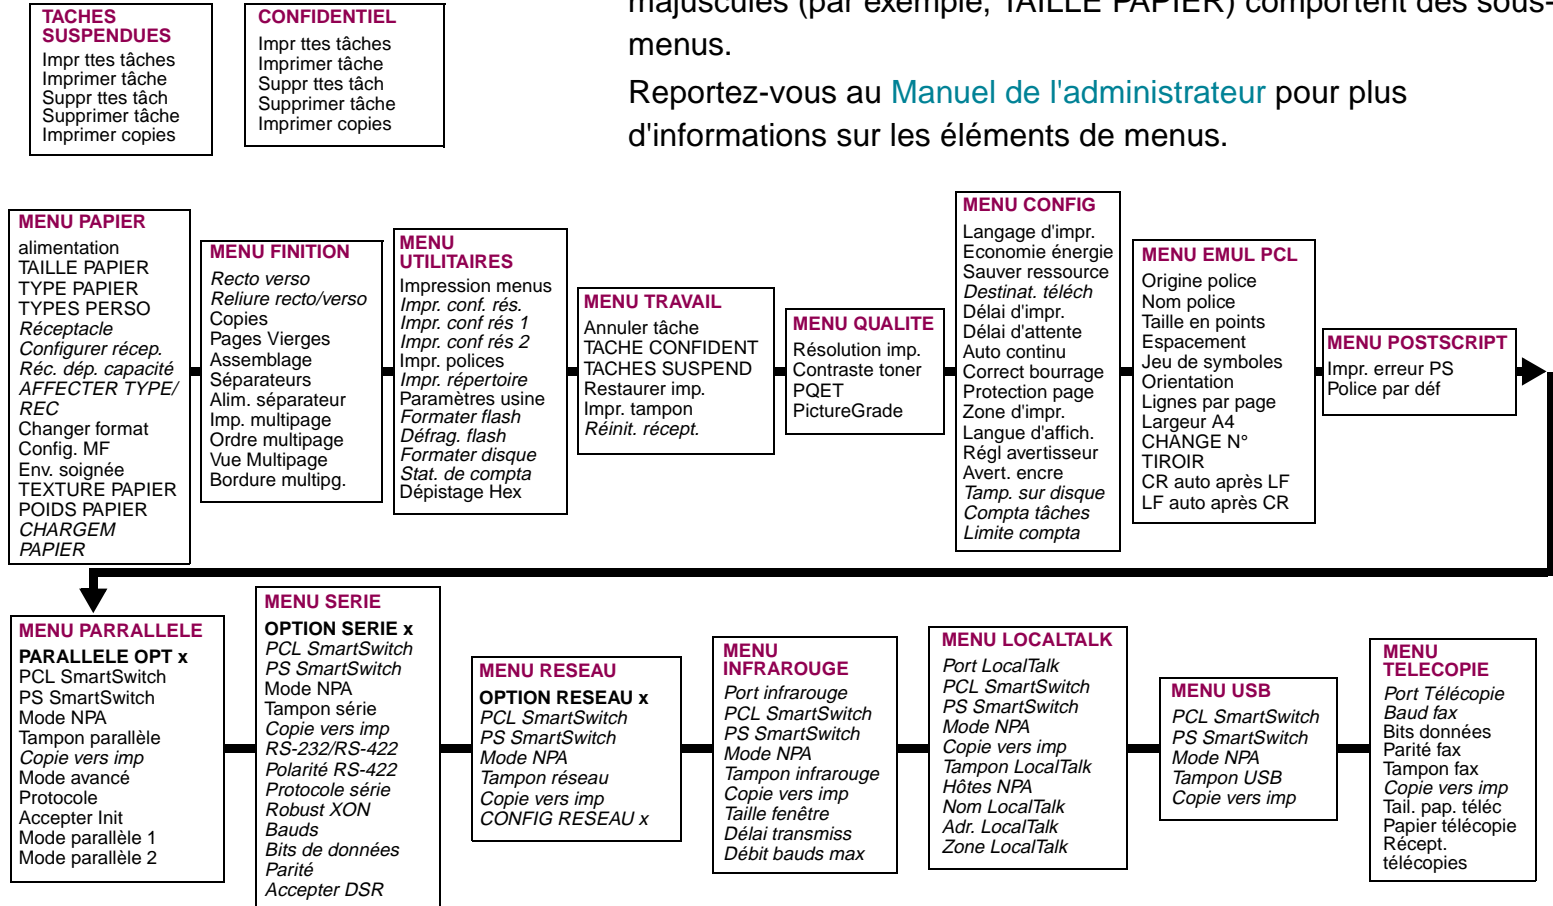 TACHES
SUSPENDUES
Impr ttes tâches
Imprimer tâche
Suppr ttes tâch
Supprimer tâche
Imprimer copies
CONFIDENTIEL
Impr ttes tâches
Imprimer tâche
Suppr ttes tâch
Supprimer tâche
Imprimer copies
majuscules (par exemple, TAILLE PAPIER) comportent des sous-
menus.
Reportez-vous au Manuel de l'administrateur pour plus
d'informations sur les éléments de menus.
MENU PAPIER
alimentation
TAILLE PAPIER
TYPE PAPIER
TYPES PERSO
Réceptacle
Configurer récep.
Réc. dép. capacité
AFFECTER TYPE/
REC
Changer format
Config. MF
Env. soignée
TEXTURE PAPIER
POIDS PAPIER
CHARGEM
PAPIER
MENU FINITION
Recto verso
Reliure recto/verso
Copies
Pages Vierges
Assemblage
Séparateurs
Alim. séparateur
Imp. multipage
Ordre multipage
Vue Multipage
Bordure multipg.
MENU
UTILITAIRES
Impression menus
Impr. conf. rés.
Impr. conf rés 1
Impr. conf rés 2
Impr. polices
Impr. répertoire
Paramètres usine
Formater flash
Défrag. flash
Formater disque
Stat. de compta
Dépistage Hex
MENU TRAVAIL
Annuler tâche
TACHE CONFIDENT
TACHES SUSPEND
Restaurer imp.
Impr. tampon
Réinit. récept.
MENU QUALITE
Résolution imp.
Contraste toner
PQET
PictureGrade
MENU CONFIG
Langage d'impr.
Economie énergie
Sauver ressource
Destinat. téléch
Délai d'impr.
Délai d'attente
Auto continu
Correct bourrage
Protection page
Zone d'impr.
Langue d'affich.
Régl avertisseur
Avert. encre
Tamp. sur disque
Compta tâches
Limite compta
MENU EMUL PCL
Origine police
Nom police
Taille en points
Espacement
Jeu de symboles
Orientation
Lignes par page
Largeur A4
CHANGE N°
TIROIR
CR auto après LF
LF auto après CR
MENU POSTSCRIPT
Impr. erreur PS
Police par déf
MENU PARRALLELE
PARALLELE OPT x
PCL SmartSwitch
PS SmartSwitch
Mode NPA
Tampon parallèle
Copie vers imp
Mode avancé
Protocole
Accepter Init
Mode parallèle 1
Mode parallèle 2
MENU SERIE
OPTION SERIE x
PCL SmartSwitch
PS SmartSwitch
Mode NPA
Tampon série
Copie vers imp
RS-232/RS-422
Polarité RS-422
Protocole série
Robust XON
Bauds
Bits de données
Parité
Accepter DSR
MENU RESEAU
OPTION RESEAU x
PCL SmartSwitch
PS SmartSwitch
Mode NPA
Tampon réseau
Copie vers imp
CONFIG RESEAU x
MENU
INFRAROUGE
Port infrarouge
PCL SmartSwitch
PS SmartSwitch
Mode NPA
Tampon infrarouge
Copie vers imp
Taille fenêtre
Délai transmiss
Débit bauds max
MENU LOCALTALK
Port LocalTalk
PCL SmartSwitch
PS SmartSwitch
Mode NPA
Copie vers imp
Tampon LocalTalk
Hôtes NPA
Nom LocalTalk
Adr. LocalTalk
Zone LocalTalk
MENU USB
PCL SmartSwitch
PS SmartSwitch
Mode NPA
Tampon USB
Copie vers imp
MENU
TELECOPIE
Port Télécopie
Baud fax
Bits données
Parité fax
Tampon fax
Copie vers imp
Tail. pap. téléc
Papier télécopie
Récept.
télécopies